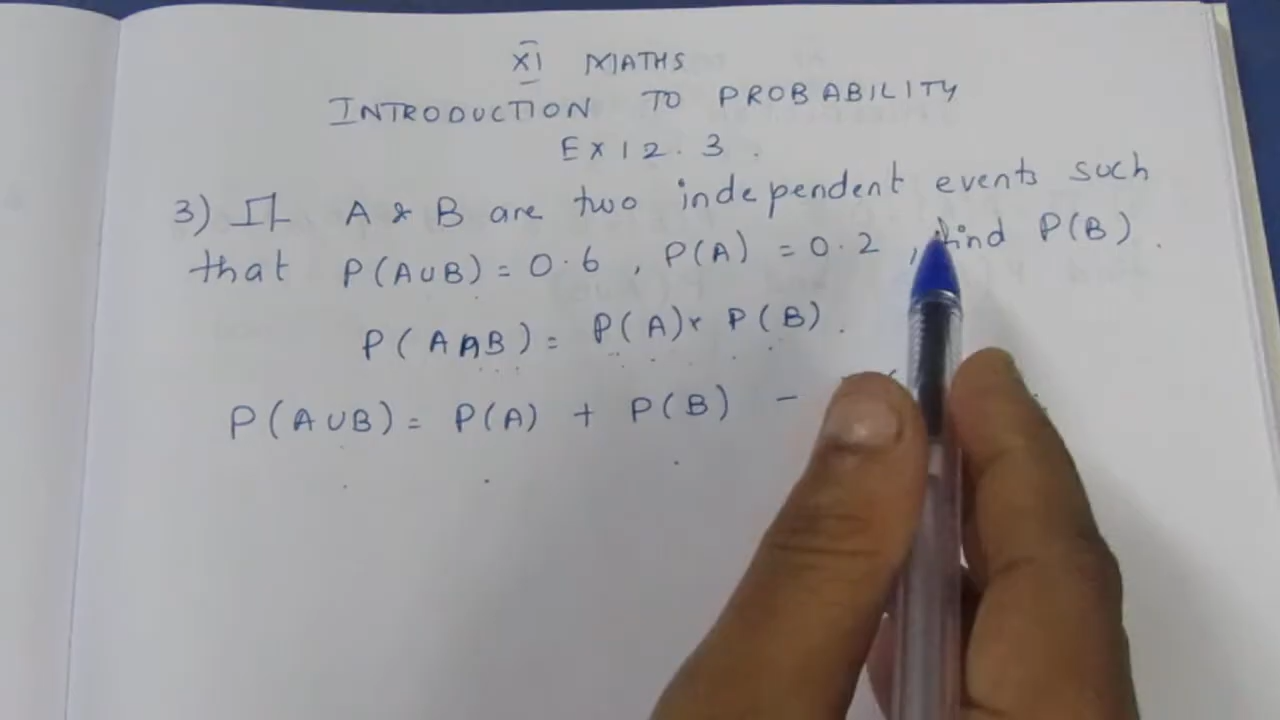 XI MATHS
INTRODUCTION TO PROBABILITY
EX 12.3.
3) If A & B are two independent events such
that P(A∪B) = 0.6, P(A) = 0.2, find P(B).
P(A∩B) = P(A) × P(B).
P(A∪B) = P(A) + P(B) -